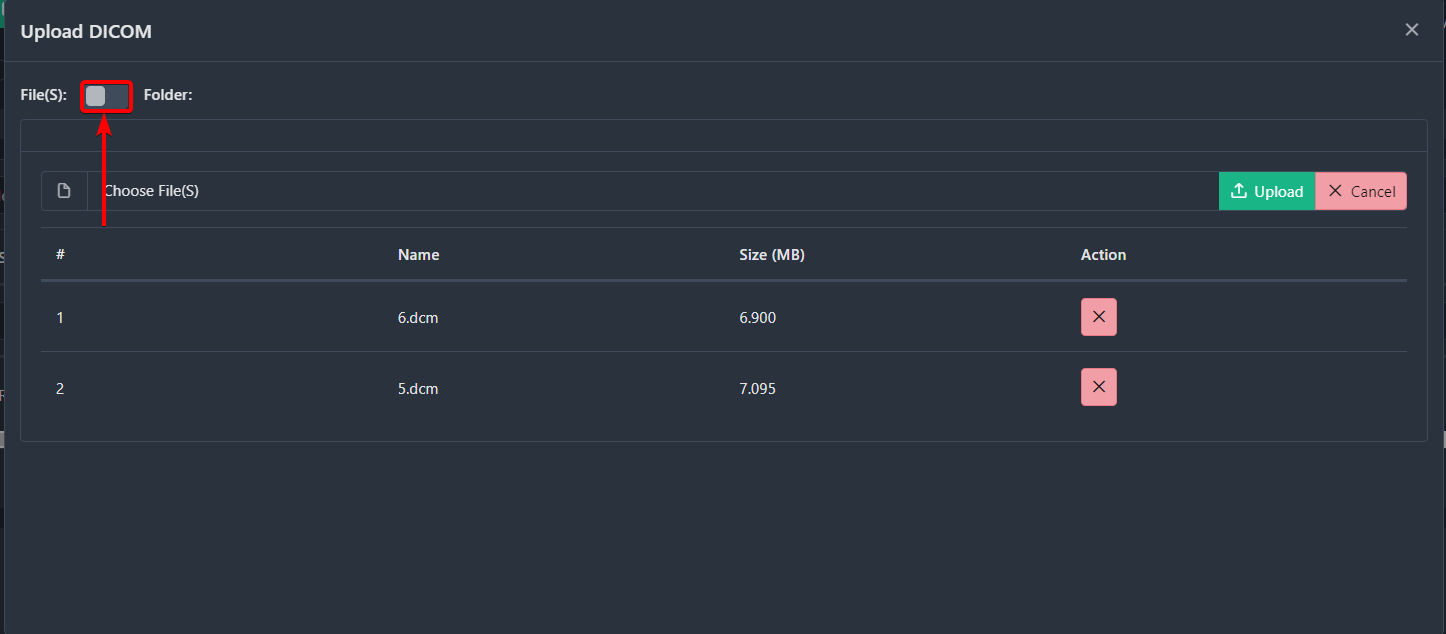 Upload DICOM
File(S): Folder:
Choose File(S) Upload Cancel
# Name Size (MB) Action
1 6.dcm 6.900
2 5.dcm 7.095